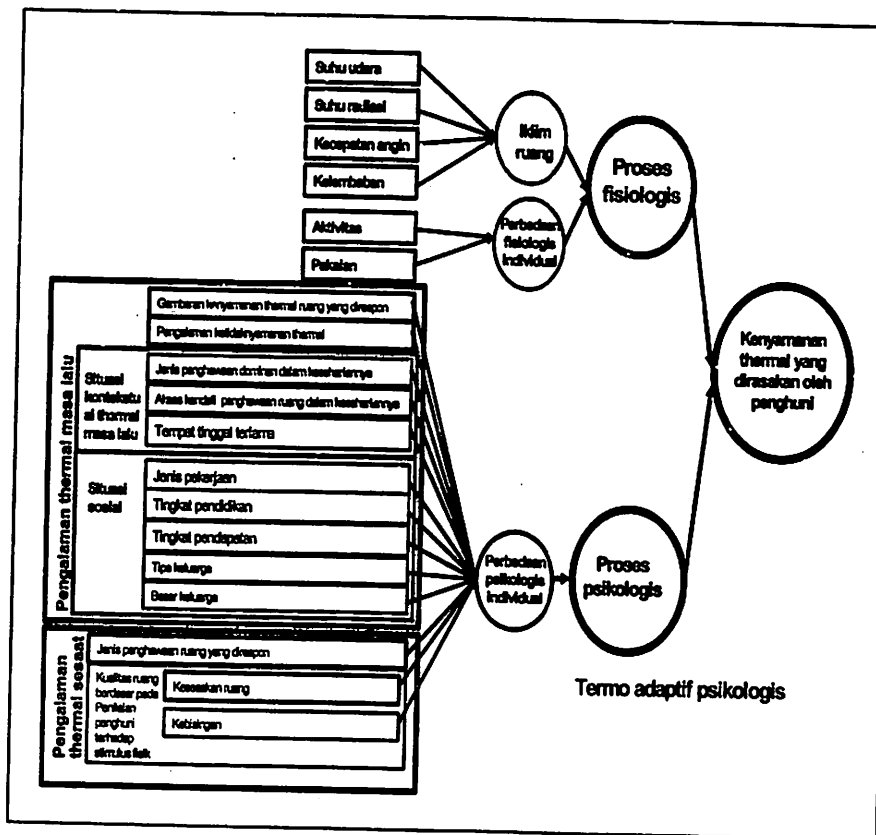 Suhu udara
Suhu radiasi
Kecepatan angin
Kelembaban
Aktivitas
Pakaian
Iklim
ruang
Perbedaan
fisiologis
individual
Proses
fisiologis
Kenyamanan
thermal yang
dirasakan oleh
penghuni
Pengalaman thermal masa lalu
Gambaran kenyamanan thermal ruang yang direspon
Pengalaman ketidaknyamanan thermal
Situasi
kontekstu
al thermal
masa lalu
Jenis penghawaan dominan dalam kesehariannya
Akses kendali penghawaan ruang dalam kesehariannya
Tempat tinggal terlama
Situasi
sosial
Jenis pekerjaan
Tingkat pendidikan
Tingkat pendapatan
Tipe keluarga
Besar keluarga
Perbedaan
psikologis
individual
Proses
psikologis
Termo adaptif psikologis
Pengalaman
thermal sesaat
Jenis penghawaan ruang yang direspon
Kualitas ruang
berdasar pada
Penilaian
penghuni
terhadap
stimulus fisik
Kesesakan ruang
Kebisingan